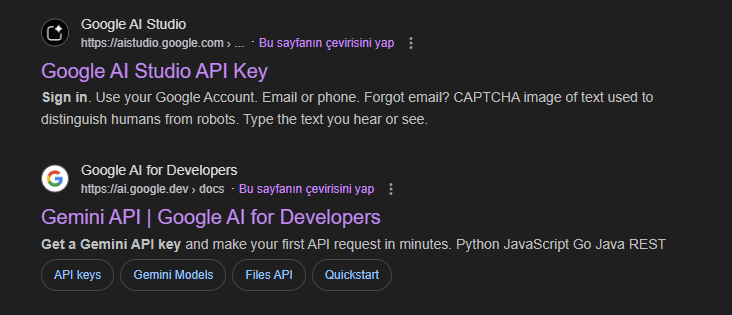 Google AI Studio
https://aistudio.google.com › ... · Bu sayfanın çevirisini yap
Google AI Studio API Key
Sign in. Use your Google Account. Email or phone. Forgot email? CAPTCHA image of text used to
distinguish humans from robots. Type the text you hear or see.
Google AI for Developers
https://ai.google.dev › docs · Bu sayfanın çevirisini yap
Gemini API | Google AI for Developers
Get a Gemini API key and make your first API request in minutes. Python JavaScript Go Java REST
API keys Gemini Models Files API Quickstart